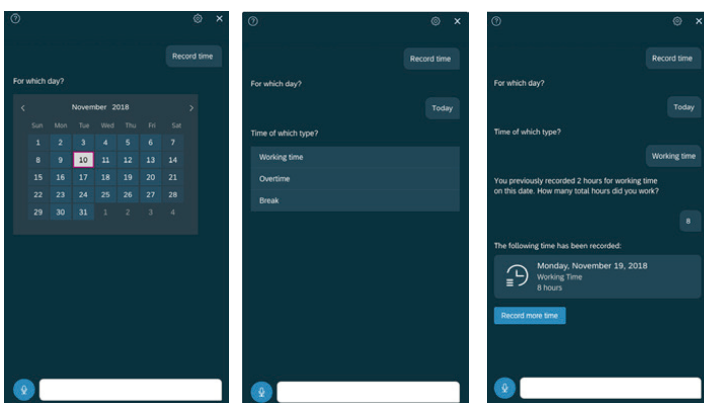 Record time
For which day?
November 2018
Sun Mon Tue Wed Thu Fri Sat
1 2 3 4 5 6 7
8 9 10 11 12 13 14
15 16 17 18 19 20 21
22 23 24 25 26 27 28
29 30 31 1 2 3 4
Record time
For which day?
Today
Time of which type?
Working time
Overtime
Break
Record time
For which day?
Today
Time of which type?
Working time
You previously recorded 2 hours for working time
on this date. How many total hours did you work?
8
The following time has been recorded:
Monday, November 19, 2018
Working Time
8 hours
Record more time